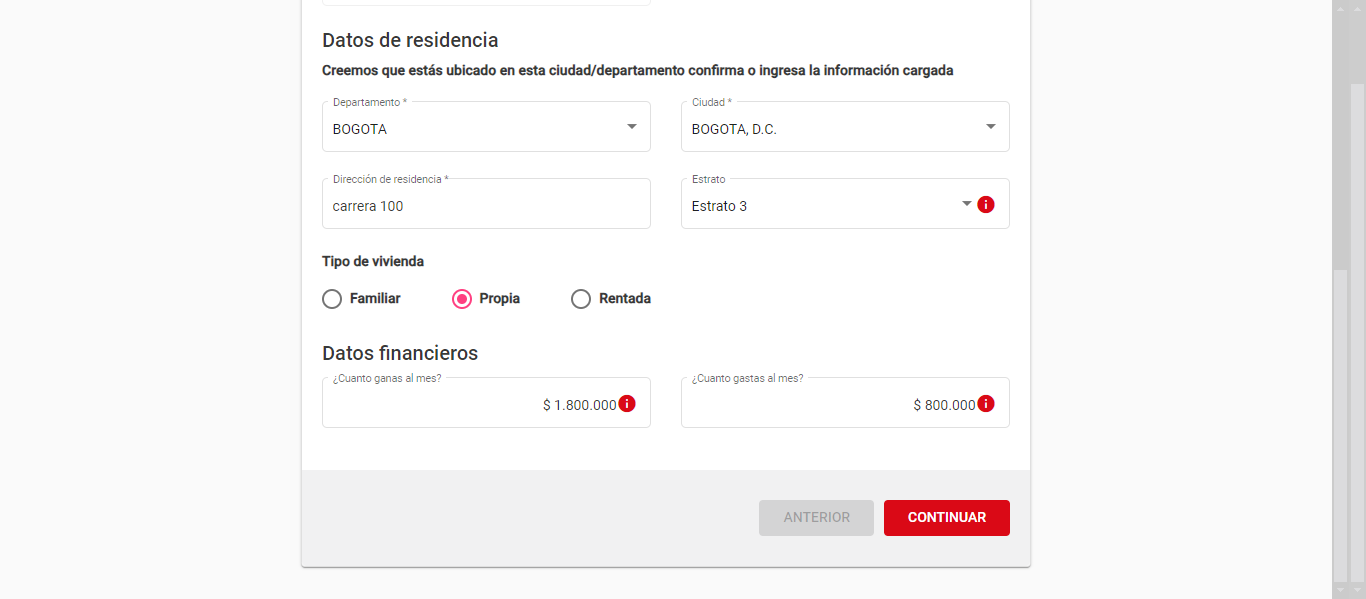 Datos de residencia
Creemos que estás ubicado en esta ciudad/departamento confirma o ingresa la información cargada
Departamento * Ciudad *
BOGOTA BOGOTA, D.C.
Dirección de residencia * Estrato
carrera 100 Estrato 3
Tipo de vivienda
Familiar Propia Rentada
Datos financieros
¿Cuanto ganas al mes? ¿Cuanto gastas al mes?
$ 1.800.000 $ 800.000
ANTERIOR CONTINUAR